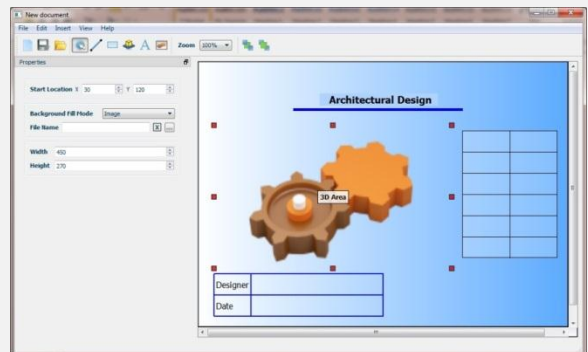 New document
File Edit Insert View Help
A Zoom 100%
Properties
Start Location X 30 Y 120
Background Fill Mode Image
File Name X ...
Width 450
Height 270
Architectural Design
3D Area
Designer
Date